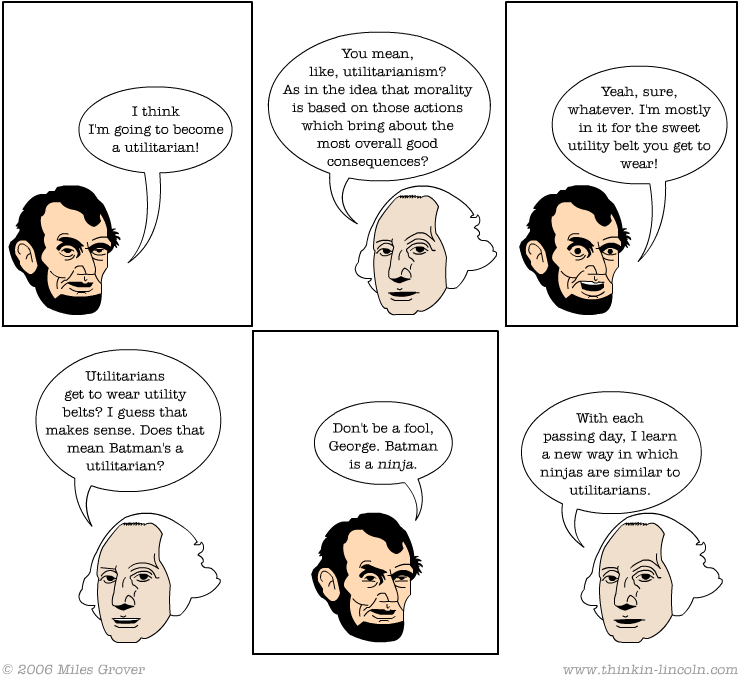 I think
I'm going to become
a utilitarian!
You mean,
like, utilitarianism?
As in the idea that morality
is based on those actions
which bring about the
most overall good
consequences?
Yeah, sure,
whatever. I'm mostly
in it for the sweet
utility belt you get to
wear!
Utilitarians
get to wear utility
belts? I guess that
makes sense. Does that
mean Batman's a
utilitarian?
Don't be a fool,
George. Batman
is a ninja.
With each
passing day, I learn
a new way in which
ninjas are similar to
utilitarians.
© 2006 Miles Grover
www.thinkin-lincoln.com